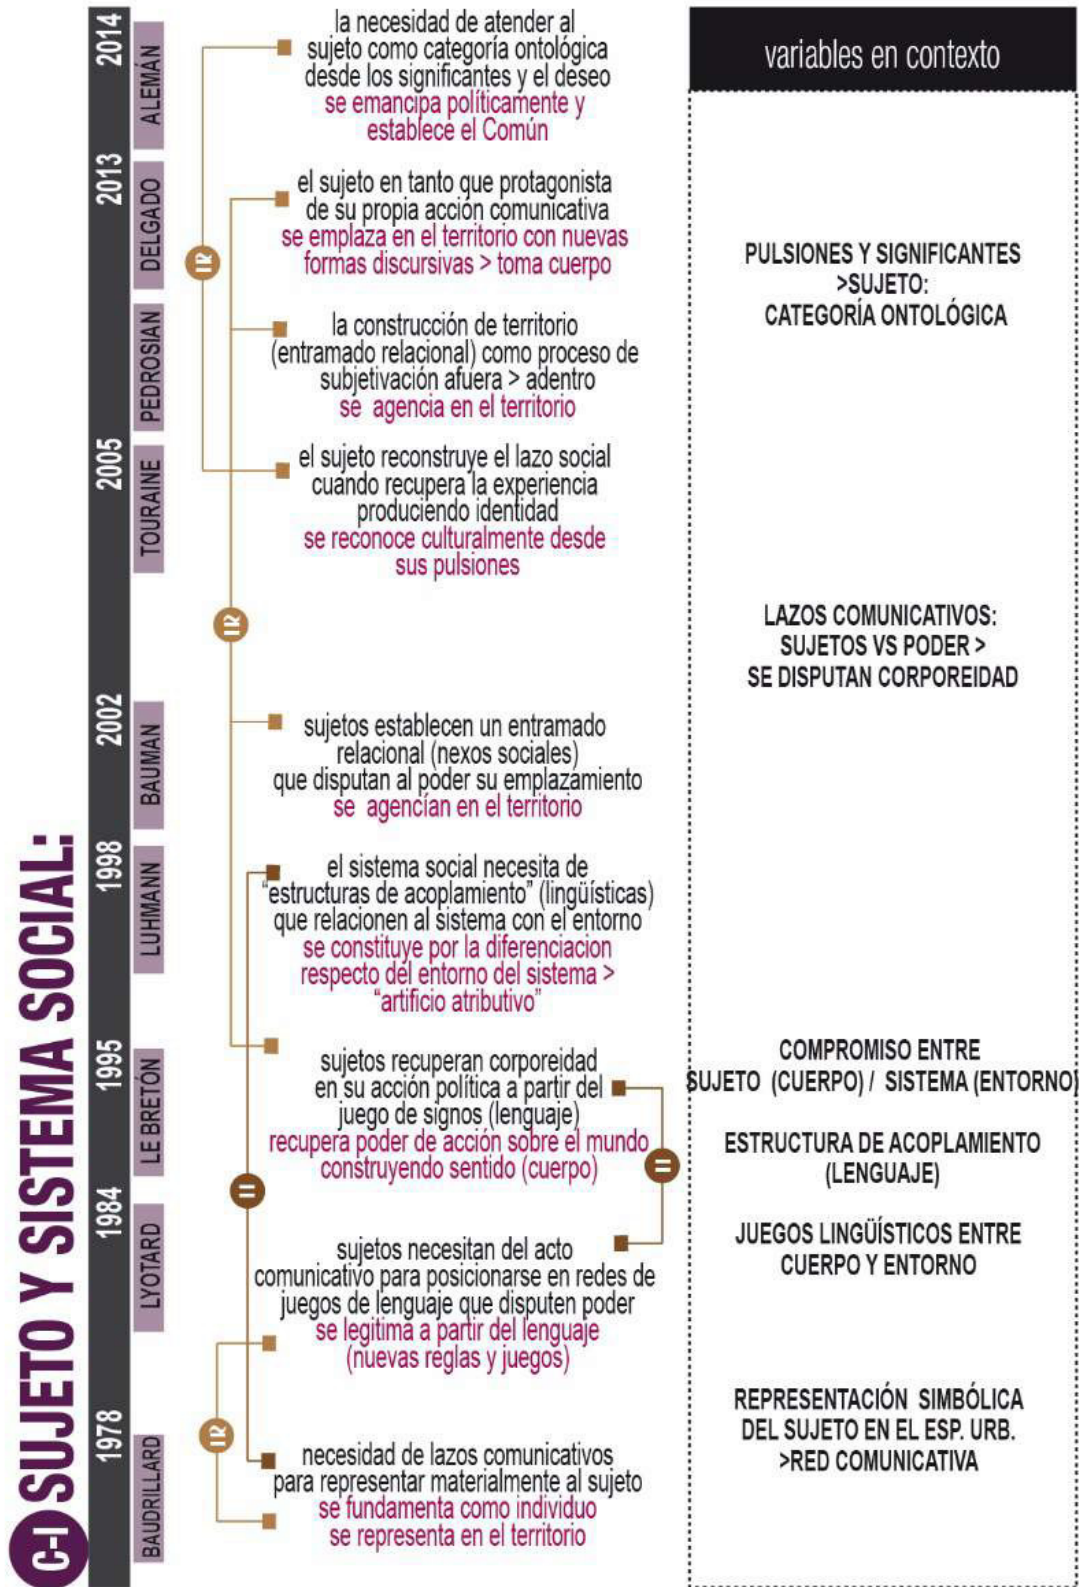 C-I SUJETO Y SISTEMA SOCIAL:
2014
ALEMÁN
la necesidad de atender al
sujeto como categoría ontológica
desde los significantes y el deseo
se emancipa políticamente y
establece el Común
2013
DELGADO
el sujeto en tanto que protagonista
de su propia acción comunicativa
se emplaza en el territorio con nuevas
formas discursivas > toma cuerpo
IR
PEDROSIAN
la construcción de territorio
(entramado relacional) como proceso de
subjetivación afuera > adentro
se agencia en el territorio
2005
TOURAINE
el sujeto reconstruye el lazo social
cuando recupera la experiencia
produciendo identidad
se reconoce culturalmente desde
sus pulsiones
IR
2002
BAUMAN
sujetos establecen un entramado
relacional (nexos sociales)
que disputan al poder su emplazamiento
se agencían en el territorio
1998
LUHMANN
el sistema social necesita de
“estructuras de acoplamiento” (lingüísticas)
que relacionen al sistema con el entorno
se constituye por la diferenciacion
respecto del entorno del sistema >
“artificio atributivo”
1995
LE BRETÓN
sujetos recuperan corporeidad
en su acción política a partir del
juego de signos (lenguaje)
recupera poder de acción sobre el mundo
construyendo sentido (cuerpo)
II
II
1984
LYOTARD
sujetos necesitan del acto
comunicativo para posicionarse en redes de
juegos de lenguaje que disputen poder
se legitima a partir del lenguaje
(nuevas reglas y juegos)
IR
1978
BAUDRILLARD
necesidad de lazos comunicativos
para representar materialmente al sujeto
se fundamenta como individuo
se representa en el territorio
variables en contexto
PULSIONES Y SIGNIFICANTES
>SUJETO:
CATEGORÍA ONTOLÓGICA
LAZOS COMUNICATIVOS:
SUJETOS VS PODER >
SE DISPUTAN CORPOREIDAD
COMPROMISO ENTRE
SUJETO (CUERPO) / SISTEMA (ENTORNO)
ESTRUCTURA DE ACOPLAMIENTO
(LENGUAJE)
JUEGOS LINGÜÍSTICOS ENTRE
CUERPO Y ENTORNO
REPRESENTACIÓN SIMBÓLICA
DEL SUJETO EN EL ESP. URB.
>RED COMUNICATIVA